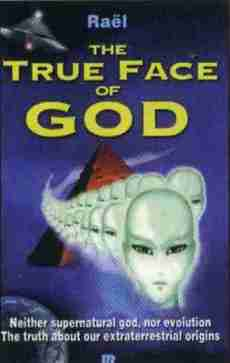 Raël
THE
TRUE FACE
OF
GOD
Neither supernatural god, nor evolution
The truth about our extraterrestrial origins